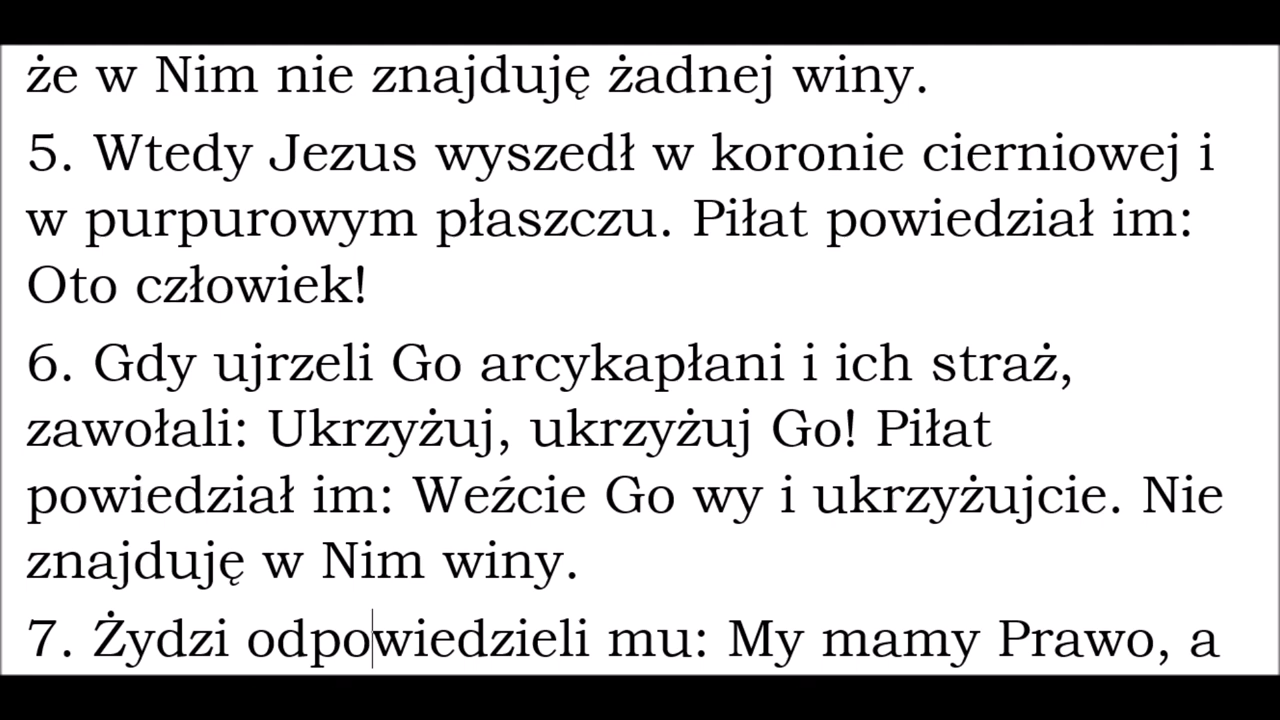 że w Nim nie znajduję żadnej winy.
5. Wtedy Jezus wyszedł w koronie cierniowej i
w purpurowym płaszczu. Piłat powiedział im:
Oto człowiek!
6. Gdy ujrzeli Go arcykapłani i ich straż,
zawołali: Ukrzyżuj, ukrzyżuj Go! Piłat
powiedział im: Weźcie Go wy i ukrzyżujcie. Nie
znajduję w Nim winy.
7. Żydzi odpowiedzieli mu: My mamy Prawo, a